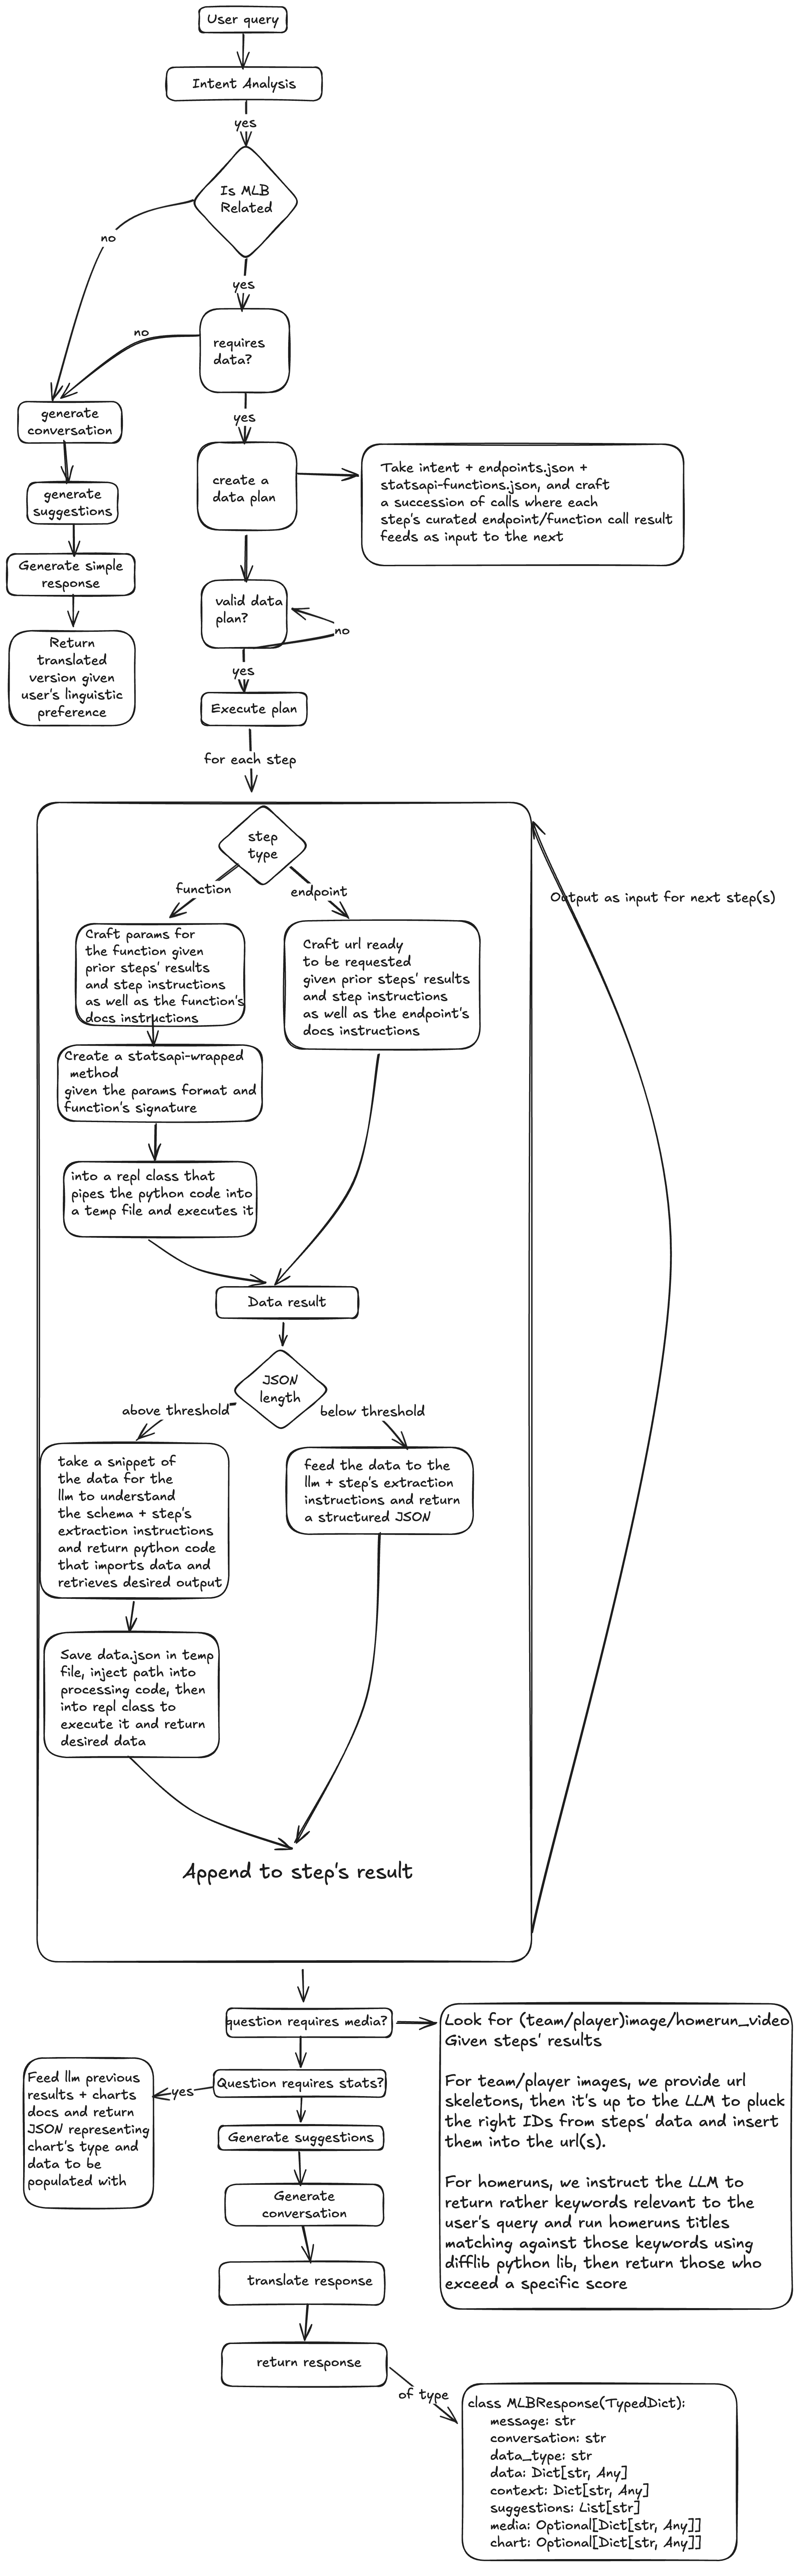 User query
Intent Analysis
yes
Is MLB
Related
no
yes
requires
data?
no
yes
generate
conversation
create a
data plan
Take intent + endpoints.json +
statsapi-functions.json, and craft
a succession of calls where each
step's curated endpoint/function call result
feeds as input to the next
generate
suggestions
Generate simple
response
valid data
plan?
no
Return
translated
version given
user's linguistic
preference
yes
Execute plan
for each step
step
type
function
endpoint
Output as input for next step(s)
Craft params for
the function given
prior steps' results
and step instructions
as well as the function's
docs instructions
Craft url ready
to be requested
given prior steps' results
and step instructions
as well as the endpoint's
docs instructions
Create a statsapi-wrapped
method
given the params format and
function's signature
into a repl class that
pipes the python code into
a temp file and executes it
Data result
JSON
length
above threshold
below threshold
take a snippet of
the data for the
llm to understand
the schema + step's
extraction instructions
and return python code
that imports data and
retrieves desired output
feed the data to the
llm + step's extraction
instructions and return
a structured JSON
Save data.json in temp
file, inject path into
processing code, then
into repl class to
execute it and return
desired data
Append to step's result
question requires media?
Look for (team/player)image/homerun_video
Given steps' results
For team/player images, we provide url
skeletons, then it's up to the LLM to pluck
the right IDs from steps' data and insert
them into the url(s).
For homeruns, we instruct the LLM to
return rather keywords relevant to the
user's query and run homeruns titles
matching against those keywords using
difflib python lib, then return those who
exceed a specific score
Question requires stats?
yes
Feed llm previous
results + charts
docs and return
JSON representing
chart's type and
data to be
populated with
Generate suggestions
Generate
conversation
translate response
return response
of type
class MLBResponse(TypedDict):
message: str
conversation: str
data_type: str
data: Dict[str, Any]
context: Dict[str, Any]
suggestions: List[str]
media: Optional[Dict[str, Any]]
chart: Optional[Dict[str, Any]]